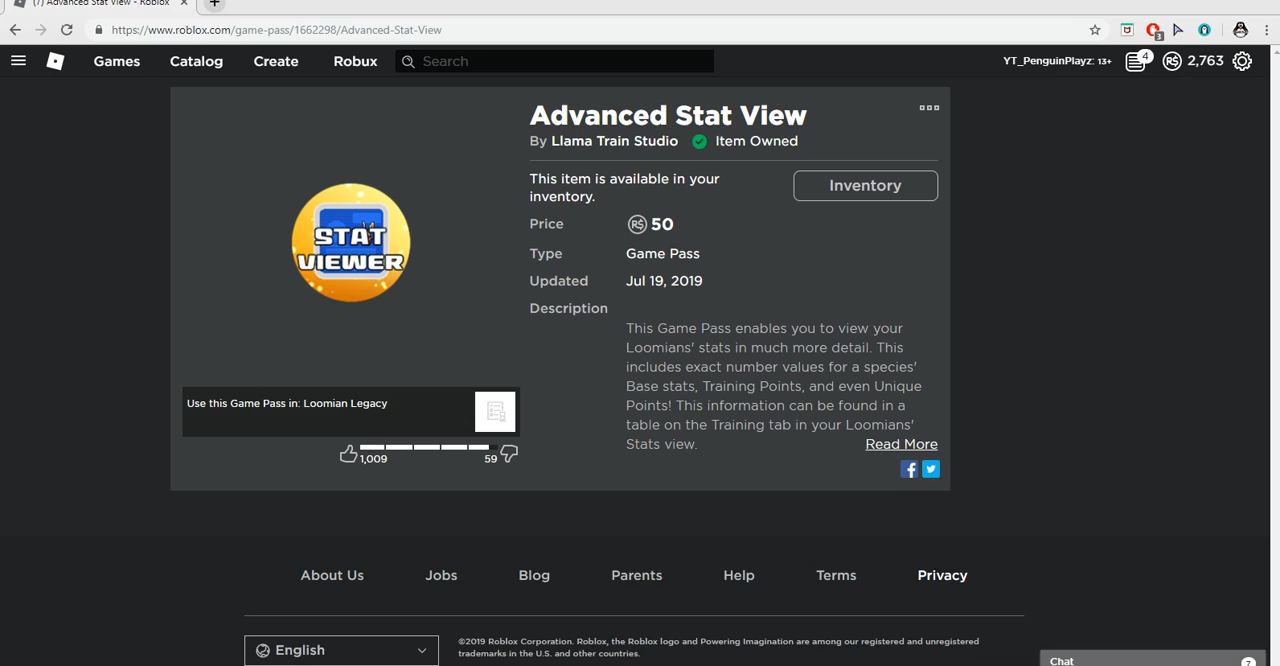 (7) Advanced Stat View - Roblox
https://www.roblox.com/game-pass/1662298/Advanced-Stat-View
3
Games Catalog Create Robux Search YT_PenguinPlayz: 13+ 4 R$ 2,763
Advanced Stat View
By Llama Train Studio Item Owned
This item is available in your
inventory.
Inventory
Price R$ 50
Type Game Pass
Updated Jul 19, 2019
Description
This Game Pass enables you to view your
Loomians' stats in much more detail. This
includes exact number values for a species'
Base stats, Training Points, and even Unique
Points! This information can be found in a
table on the Training tab in your Loomians'
Stats view. Read More
STAT
VIEWER
Use this Game Pass in: Loomian Legacy
1,009 59
About Us Jobs Blog Parents Help Terms Privacy
English
©2019 Roblox Corporation. Roblox, the Roblox logo and Powering Imagination are among our registered and unregistered
trademarks in the U.S. and other countries.
Chat 7